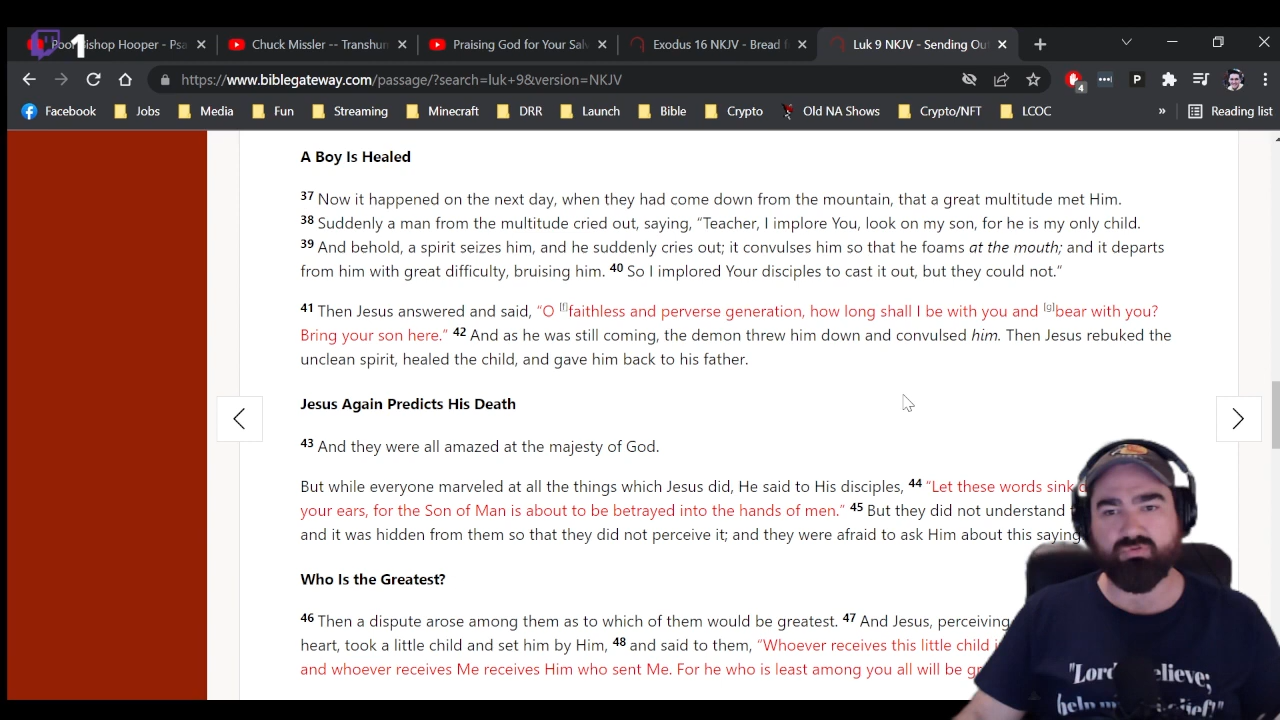 1
Poor Bishop Hooper - Psa
Chuck Missler -- Transhum
Praising God for Your Salv
Exodus 16 NKJV - Bread f
Luk 9 NKJV - Sending Out
https://www.biblegateway.com/passage/?search=luk+9&version=NKJV
4
P
Facebook Jobs Media Fun Streaming Minecraft DRR Launch Bible Crypto Old NA Shows Crypto/NFT LCOC » Reading list
A Boy Is Healed
37 Now it happened on the next day, when they had come down from the mountain, that a great multitude met Him.
38 Suddenly a man from the multitude cried out, saying, “Teacher, I implore You, look on my son, for he is my only child.
39 And behold, a spirit seizes him, and he suddenly cries out; it convulses him so that he foams at the mouth; and it departs
from him with great difficulty, bruising him. 40 So I implored Your disciples to cast it out, but they could not.”
41 Then Jesus answered and said, “O [f]faithless and perverse generation, how long shall I be with you and [g]bear with you?
Bring your son here.” 42 And as he was still coming, the demon threw him down and convulsed him. Then Jesus rebuked the
unclean spirit, healed the child, and gave him back to his father.
Jesus Again Predicts His Death
43 And they were all amazed at the majesty of God.
But while everyone marveled at all the things which Jesus did, He said to His disciples, 44 “Let these words sink
your ears, for the Son of Man is about to be betrayed into the hands of men.” 45 But they did not understand
and it was hidden from them so that they did not perceive it; and they were afraid to ask Him about this saying
Who Is the Greatest?
46 Then a dispute arose among them as to which of them would be greatest. 47 And Jesus, perceiving
heart, took a little child and set him by Him, 48 and said to them, “Whoever receives this little child
and whoever receives Me receives Him who sent Me. For he who is least among you all will be
"Lord
elieve;
help